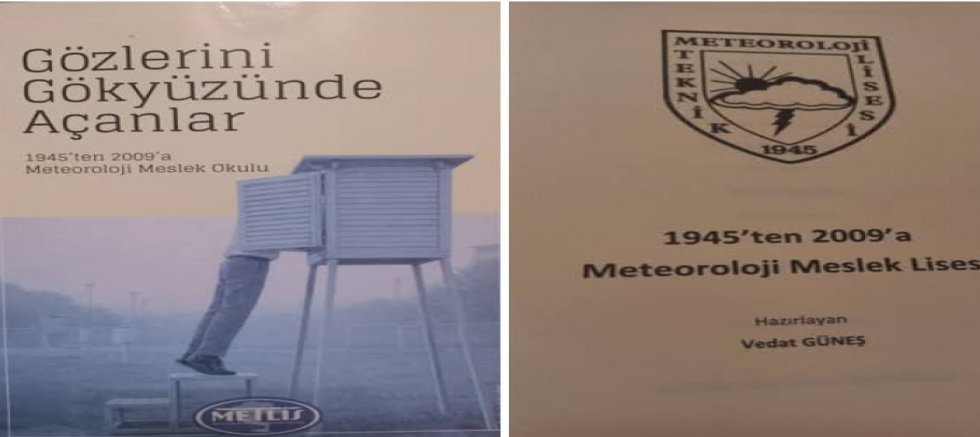 Gözlerini
Gökyüzünde
Açanlar
1945'ten 2009'a
Meteoroloji Meslek Okulu
METLİS
METEOROLOJİ
TEKNİK
LİSESİ
1945
1945'ten 2009'a
Meteoroloji Meslek Lises
Hazırlayan
Vedat GÜNEŞ